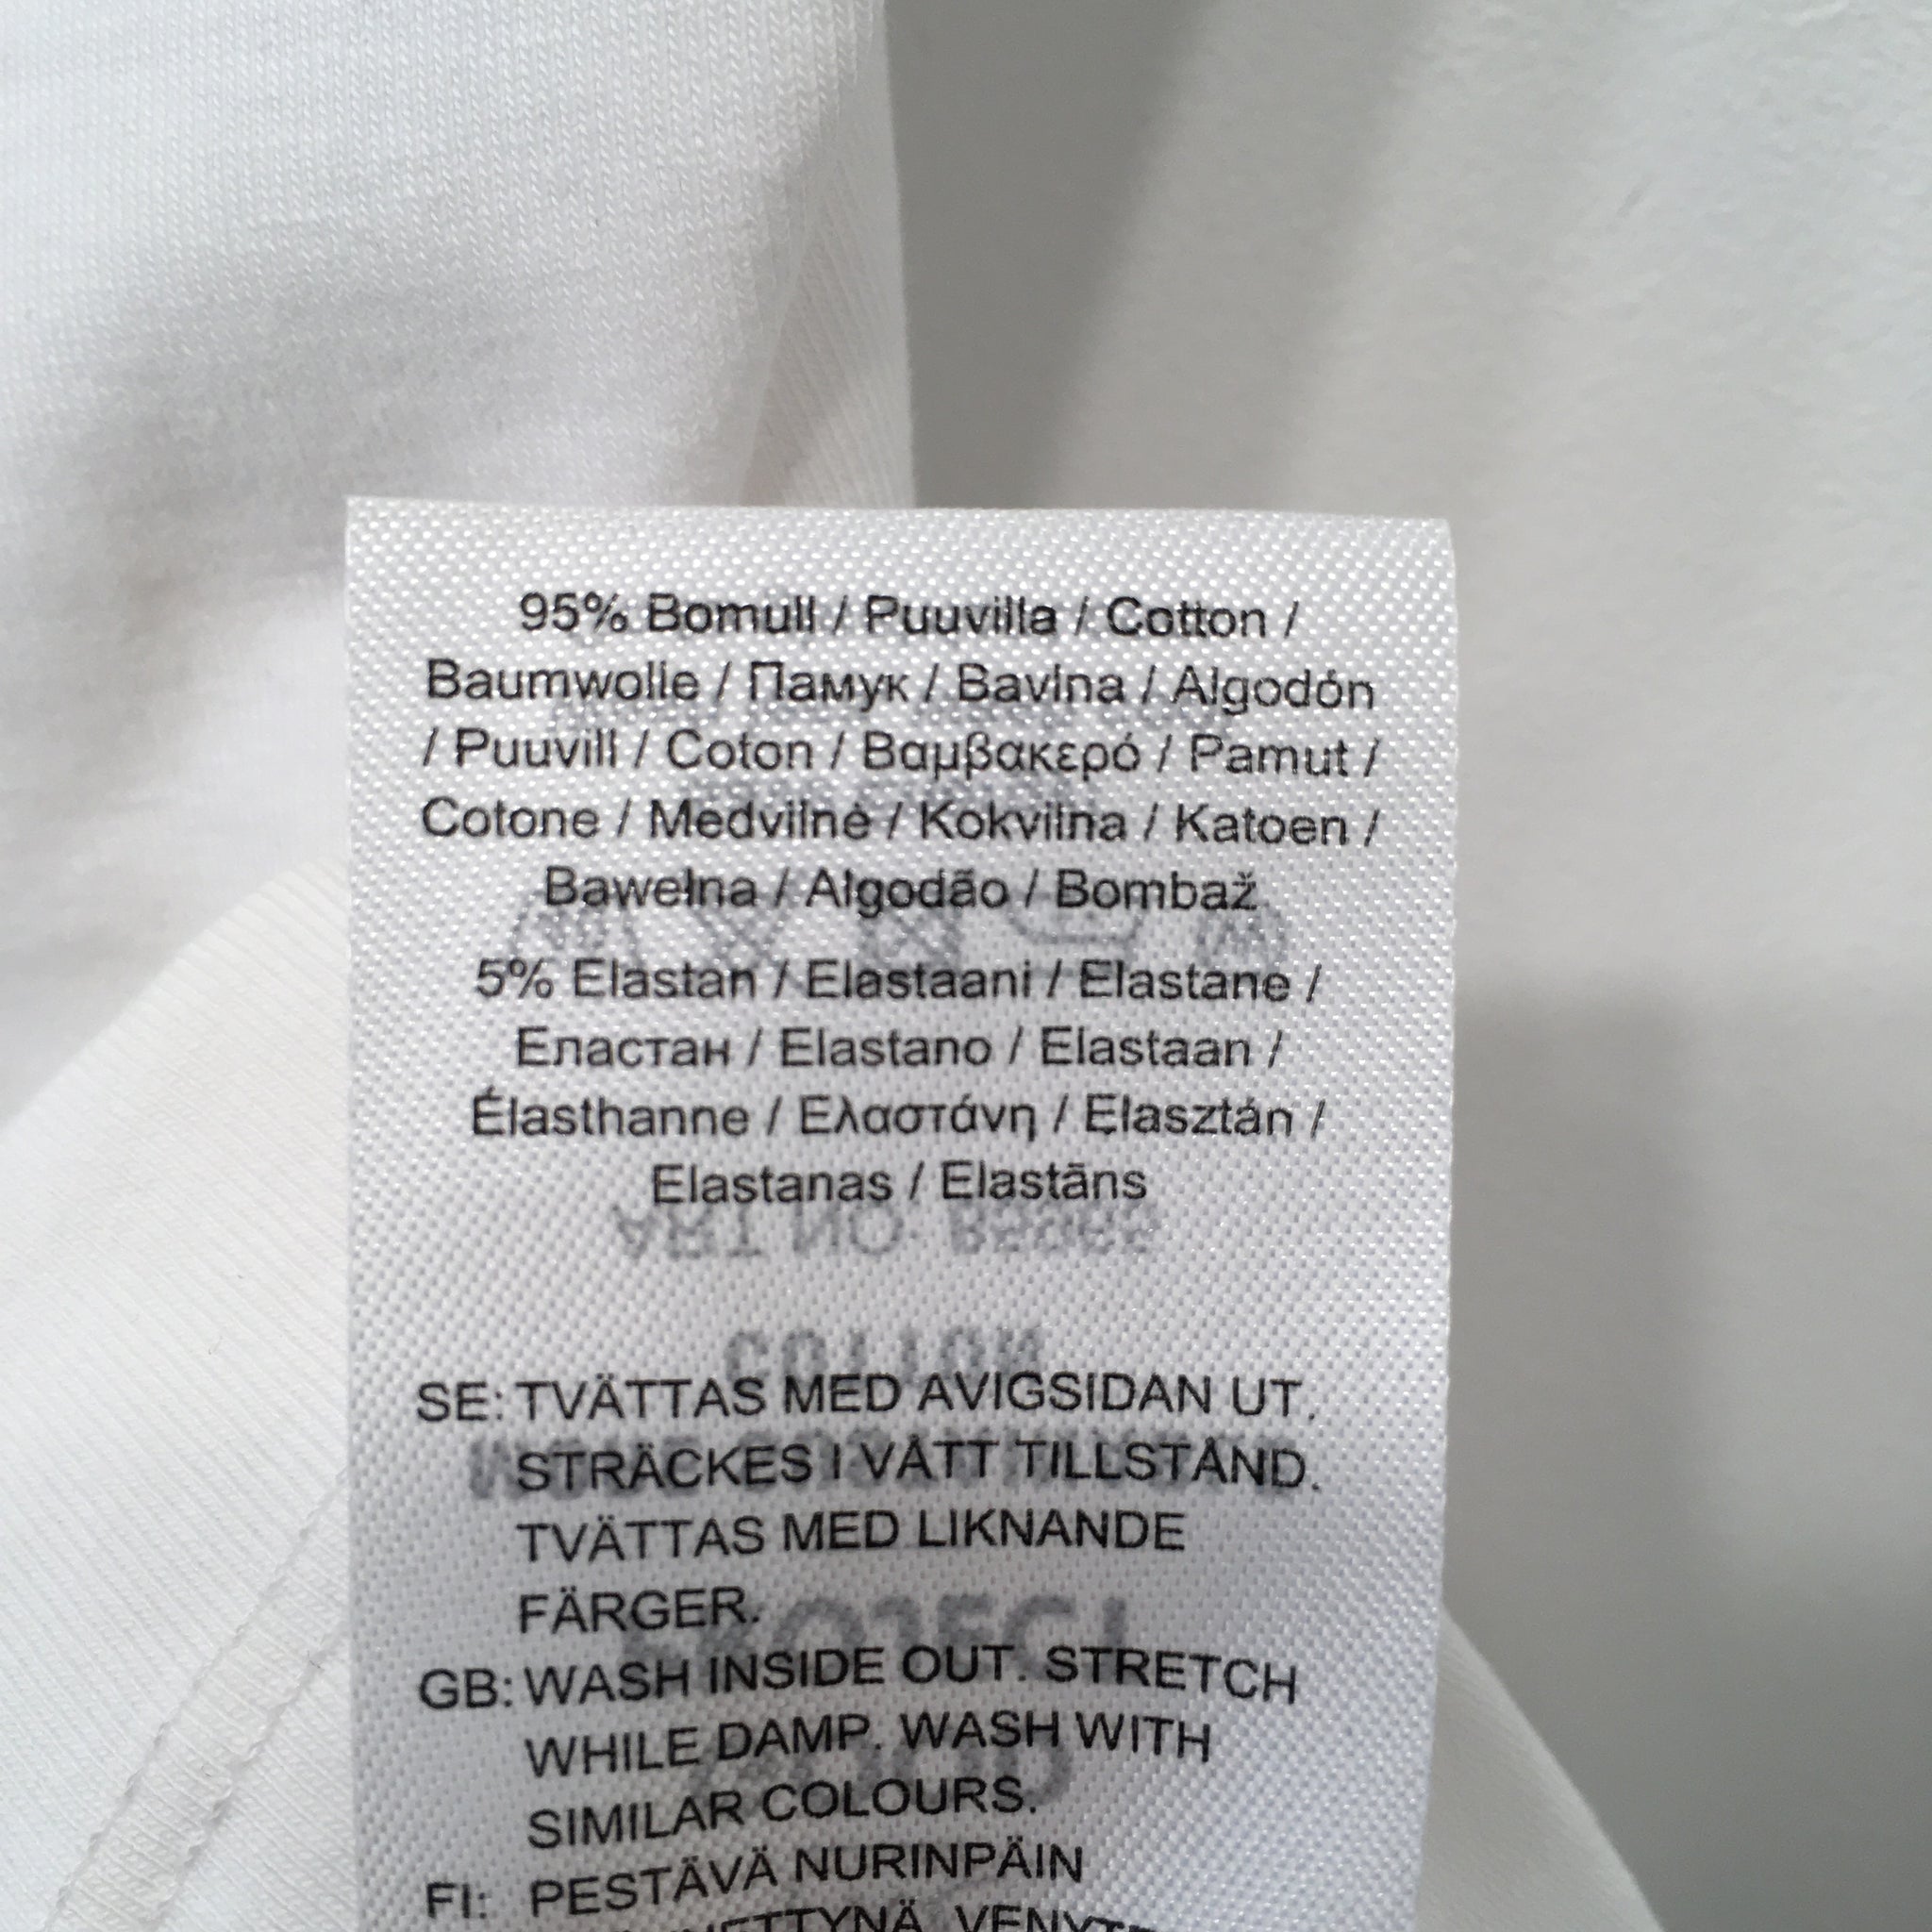 95% Bomull / Puuvilla / Cotton /
Baumwolle / Памук / Bavlna / Algodón
/ Puuvill / Coton / Βαμβακερό / Pamut /
Cotone / Medvilnė / Kokvilna / Katoen /
Bawełna / Algodão / Bombaž
5% Elastan / Elastaani / Elastane /
Еластан / Elastano / Elastaan /
Élasthanne / Ελαστάνη / Elasztán /
Elastanas / Elastāns
SE: TVÄTTAS MED AVIGSIDAN UT.
STRÄCKES I VÅTT TILLSTÅND.
TVÄTTAS MED LIKNANDE
FÄRGER.
GB: WASH INSIDE OUT. STRETCH
WHILE DAMP. WASH WITH
SIMILAR COLOURS.
FI: PESTÄVÄ NURINPÄIN